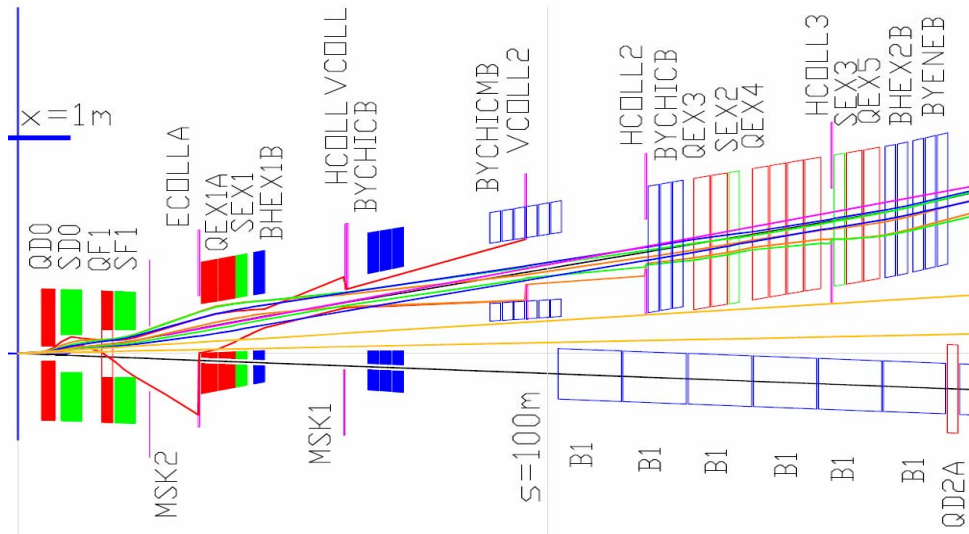 x=1m
QD0
SD0
QF1
SF1
ECOLLA
QEX1A
SEX1
BHEX1B
HCOLL VCOLL
BYCHICB
BYCHICMB
VCOLL2
HCOLL2
BYCHICB
QEX3
SEX2
QEX4
HCOLL3
SEX3
QEX5
BHEX2B
BYENEB
MSK2
MSK1
s=100m
B1
B1
B1
B1
B1
B1
QD2A